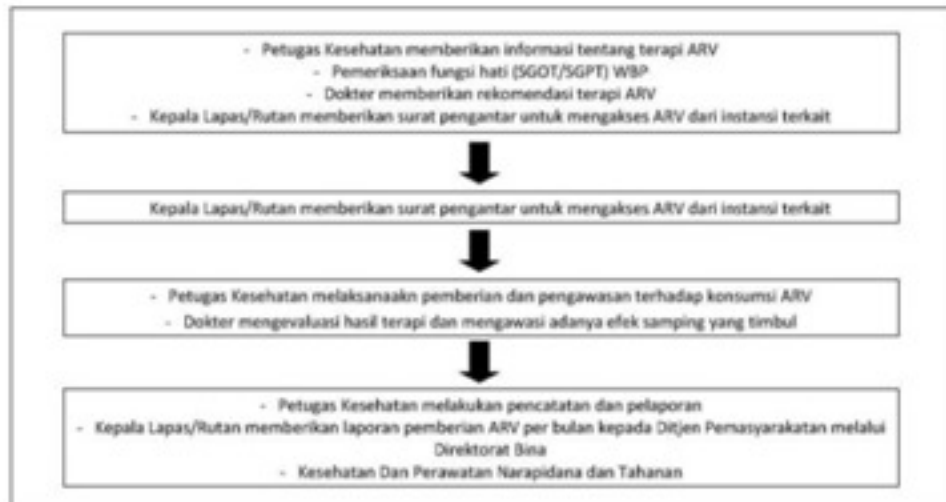 - Petugas Kesehatan memberikan informasi tentang terapi ARV
- Pemeriksaan fungsi hati (SGOT/SGPT) WBP
- Dokter memberikan rekomendasi terapi ARV
- Kepala Lapas/Rutan memberikan surat pengantar untuk mengakses ARV dari instansi terkait
Kepala Lapas/Rutan memberikan surat pengantar untuk mengakses ARV dari instansi terkait
- Petugas Kesehatan melaksanaakn pemberian dan pengawasan terhadap konsumsi ARV
- Dokter mengevaluasi hasil terapi dan mengawasi adanya efek samping yang timbul
- Petugas Kesehatan melakukan pencatatan dan pelaporan
- Kepala Lapas/Rutan memberikan laporan pemberian ARV per bulan kepada Ditjen Pemasyarakatan melalui
Direktorat Bina
- Kesehatan Dan Perawatan Narapidana dan Tahanan